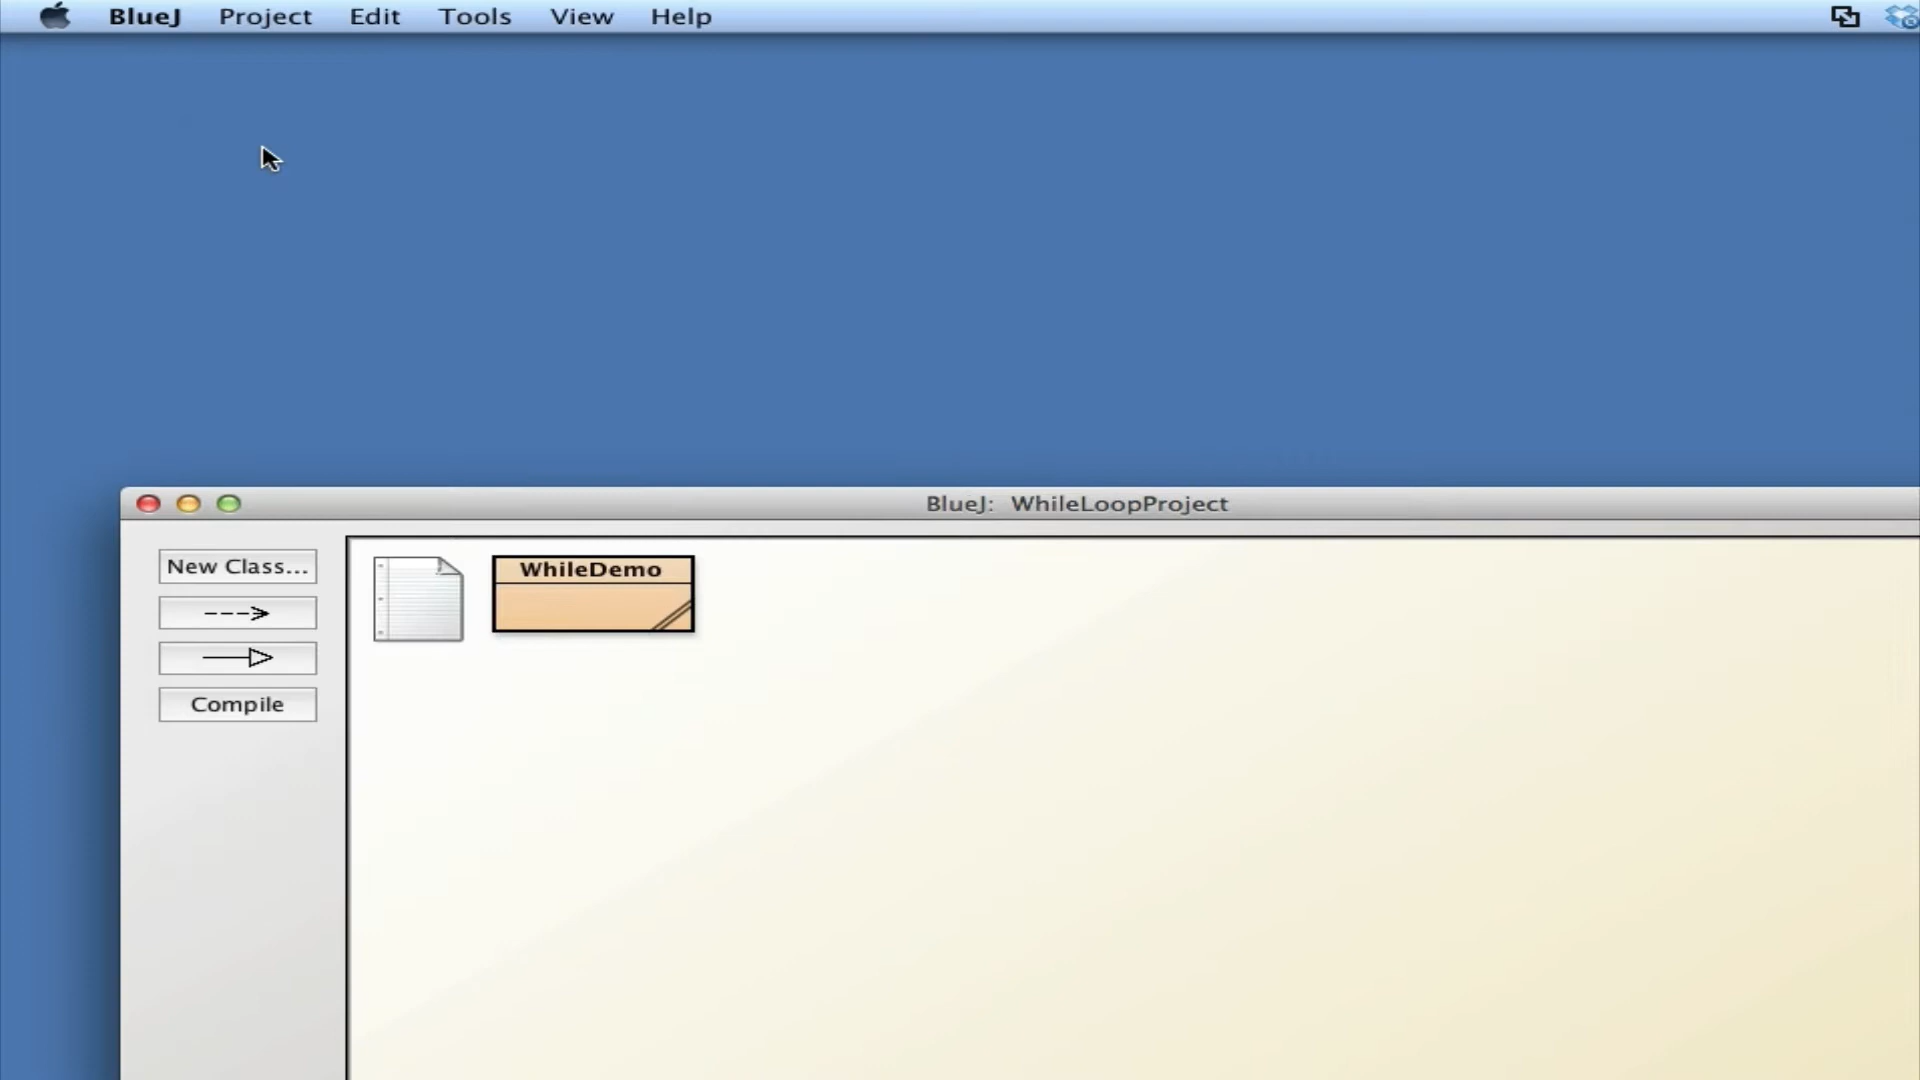 BlueJ Project Edit Tools View Help
BlueJ: WhileLoopProject
New Class...
WhileDemo
Compile